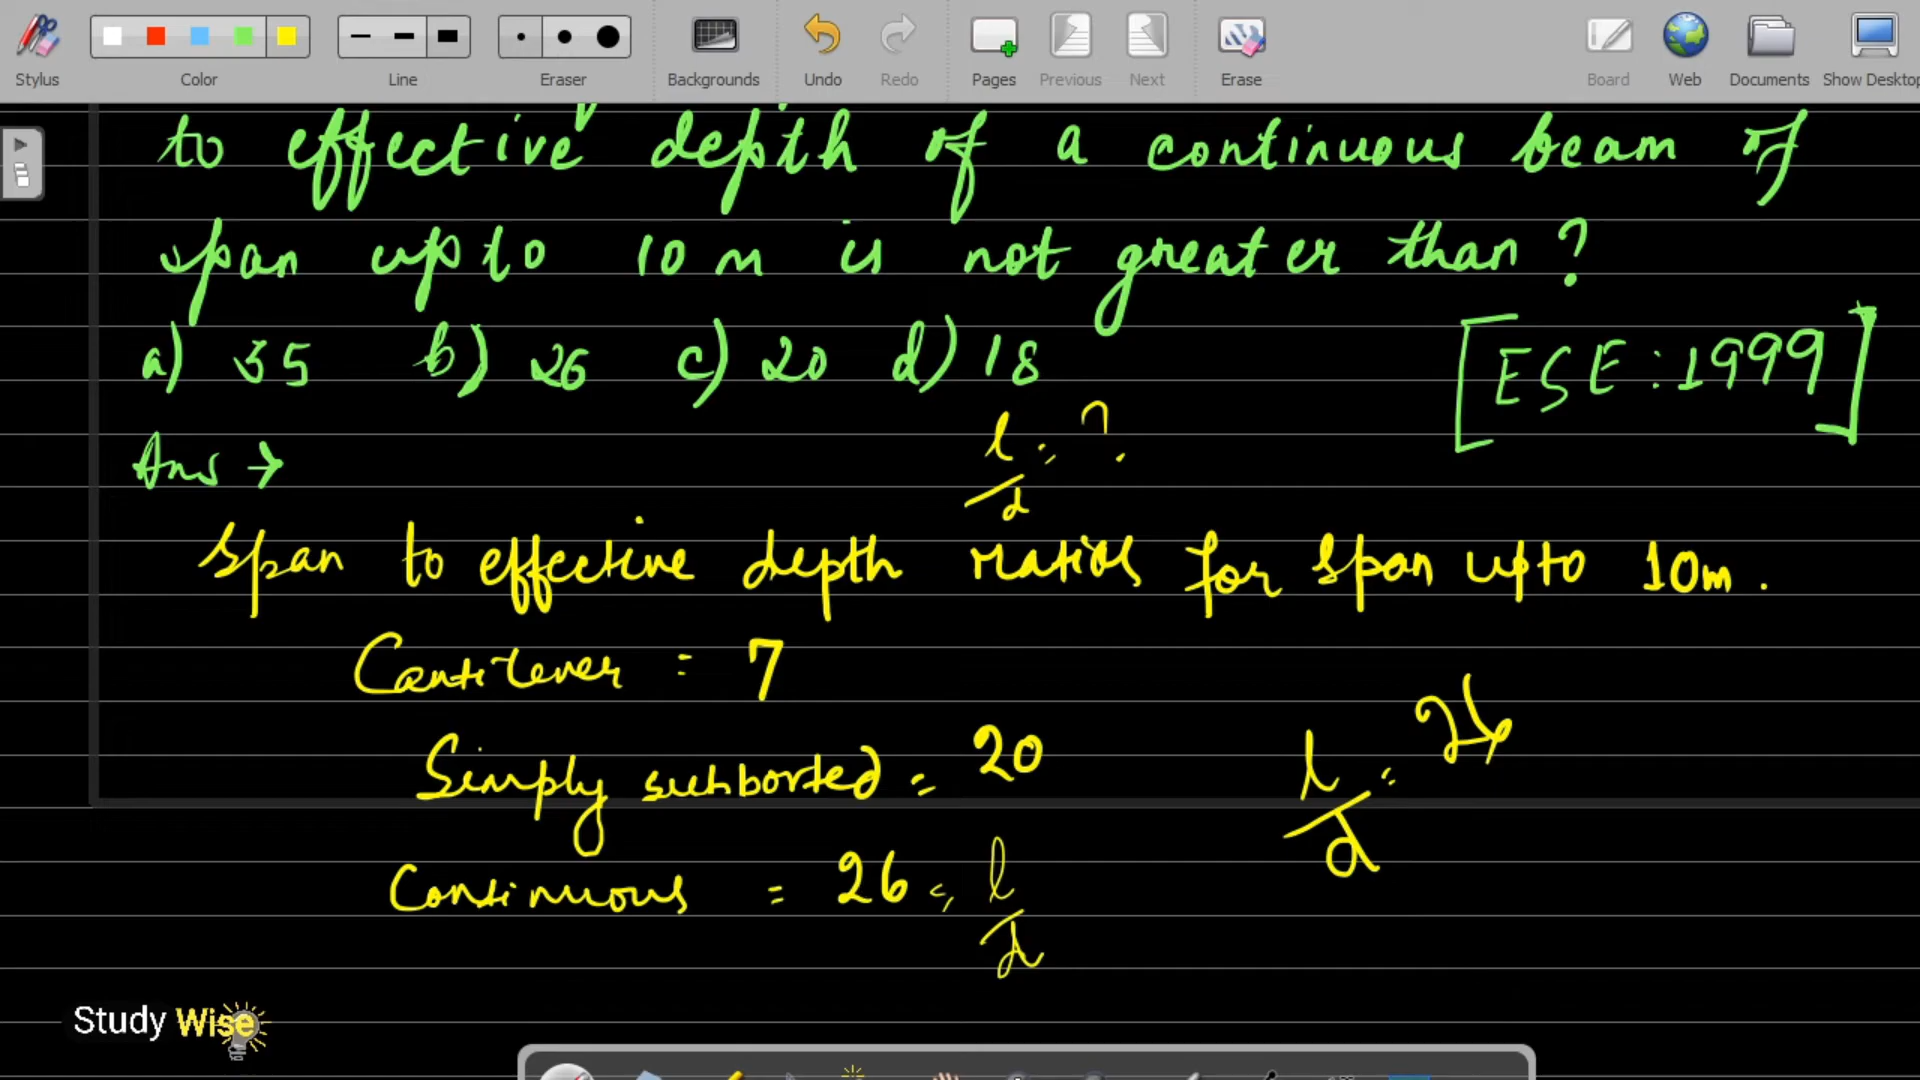 Stylus Color Line Eraser Backgrounds Undo Redo Pages Previous Next Erase Board Web Documents Show Desktop
to effective depth of a continuous beam of
span upto 10 m is not greater than ?
a) 35 b) 26 c) 20 d) 18
[ESE : 1999]
Ans →
l/d = ?
Span to effective depth ratios for span upto 10m.
Cantilever = 7
Simply supported = 20
l/d = 26
Continuous = 26 = l/d
Study Wise